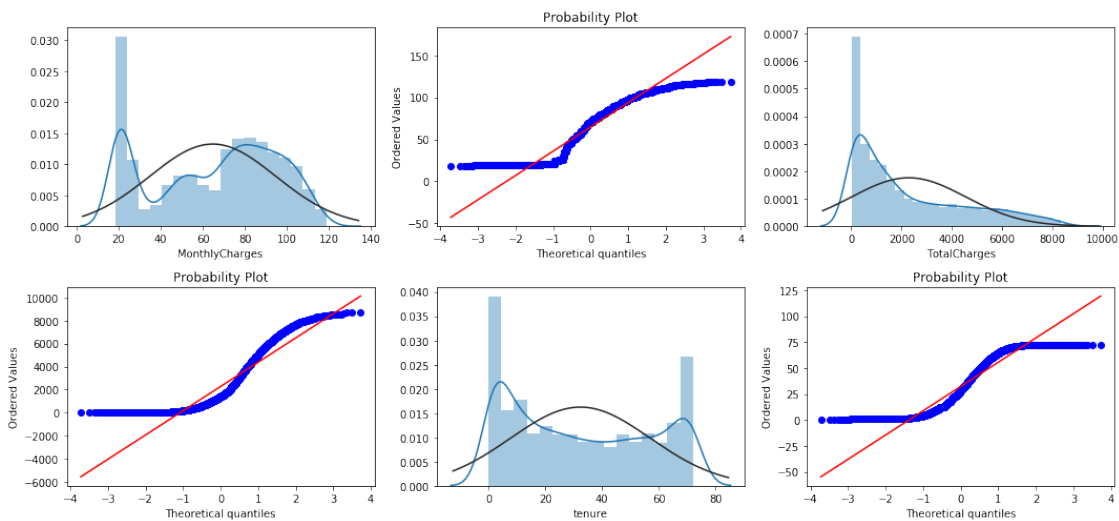 Probability Plot
0.030
0.025
0.020
0.015
0.010
0.005
0.000
0 20 40 60 80 100 120 140
MonthlyCharges
Ordered Values
150
100
50
0
−50
−4 −3 −2 −1 0 1 2 3 4
Theoretical quantiles
0.0007
0.0006
0.0005
0.0004
0.0003
0.0002
0.0001
0.0000
0 2000 4000 6000 8000 10000
TotalCharges
Probability Plot
Ordered Values
10000
8000
6000
4000
2000
0
−2000
−4000
−6000
−4 −3 −2 −1 0 1 2 3 4
Theoretical quantiles
0.040
0.035
0.030
0.025
0.020
0.015
0.010
0.005
0.000
0 20 40 60 80
tenure
Probability Plot
Ordered Values
125
100
75
50
25
0
−25
−50
−4 −3 −2 −1 0 1 2 3 4
Theoretical quantiles